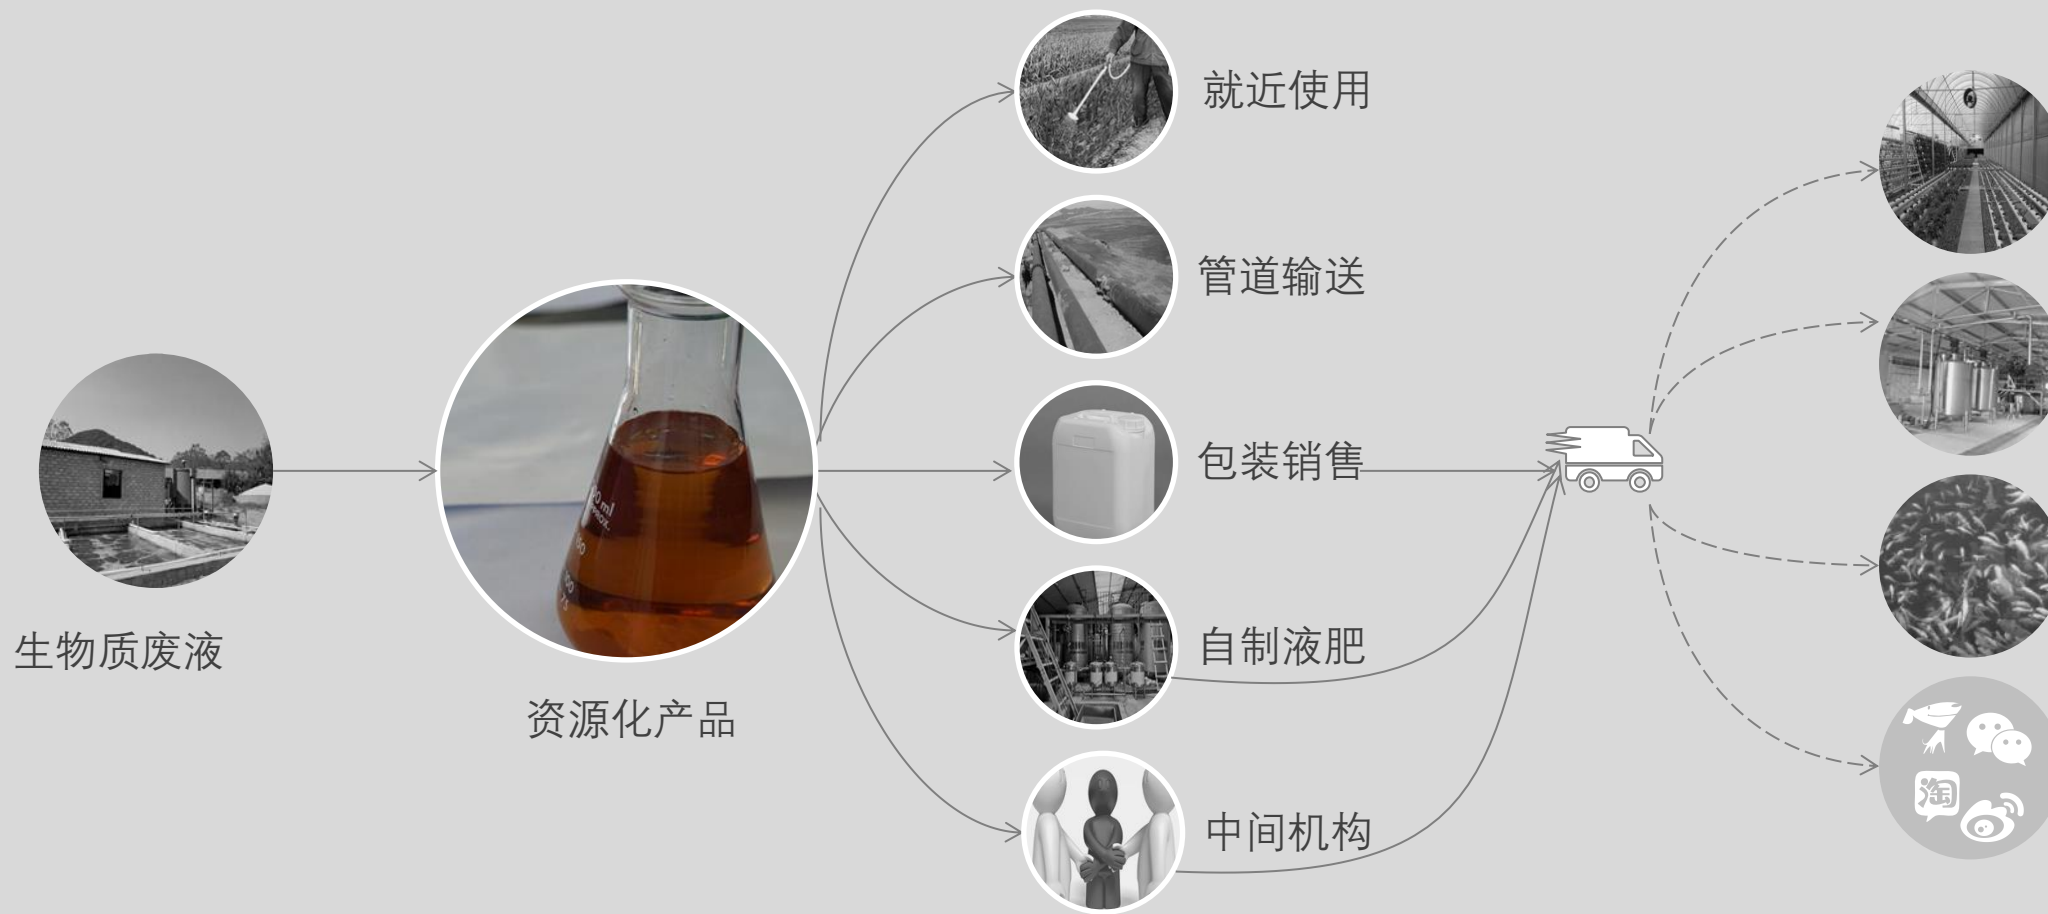 就近使用
管道输送
包装销售
生物质废液
自制液肥
资源化产品
中间机构
淘